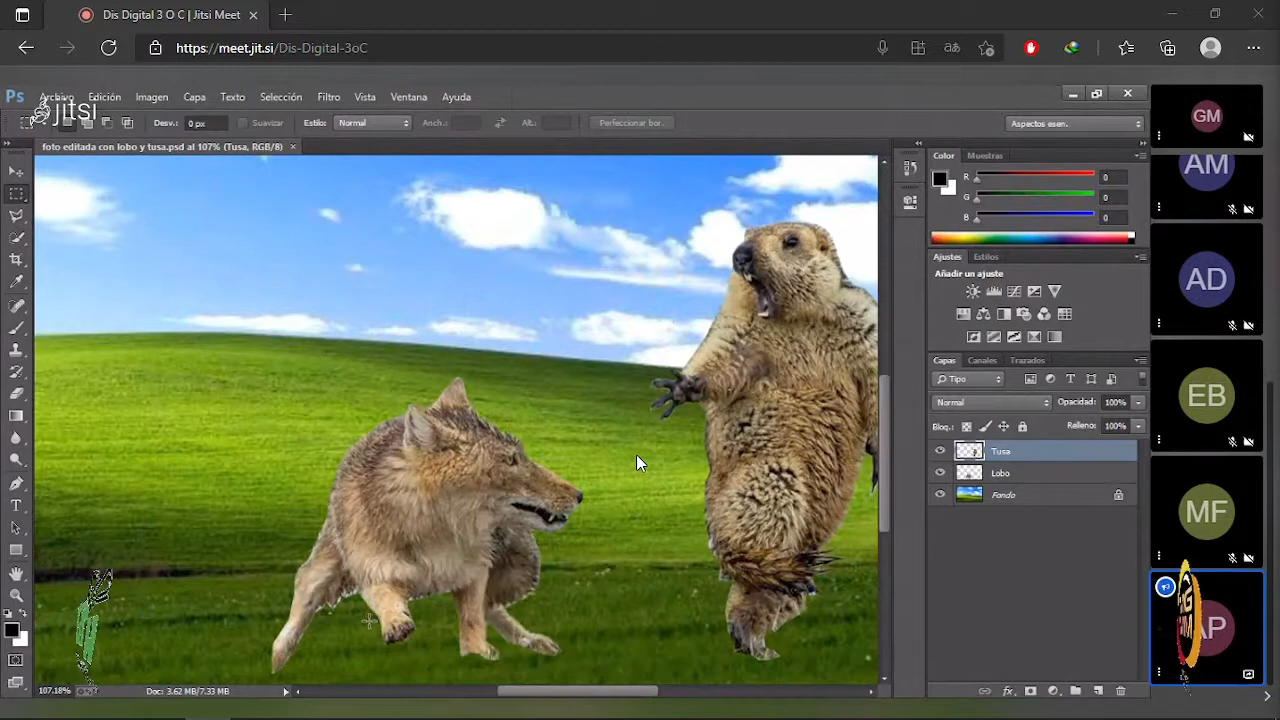 Dis Digital 3 O C | Jitsi Meet
https://meet.jit.si/Dis-Digital-3oC
Ps Archivo Edición Imagen Capa Texto Selección Filtro Vista Ventana Ayuda
jitsi
Desv.: 0 px Suavizar Estilo: Normal Anch.: Alt.: Perfeccionar bor... Aspectos esen.
foto editada con lobo y tusa.psd al 107% (Tusa, RGB/8)
Color Muestras
R 0
G 0
B 0
Ajustes Estilos
Añadir un ajuste
Capas Canales Trazados
Tipo
Normal Opacidad: 100%
Bloq.: Relleno: 100%
Tusa
Lobo
Fondo
107.18% Doc: 3.62 MB/7.33 MB
GM
AM
AD
EB
MF
AP